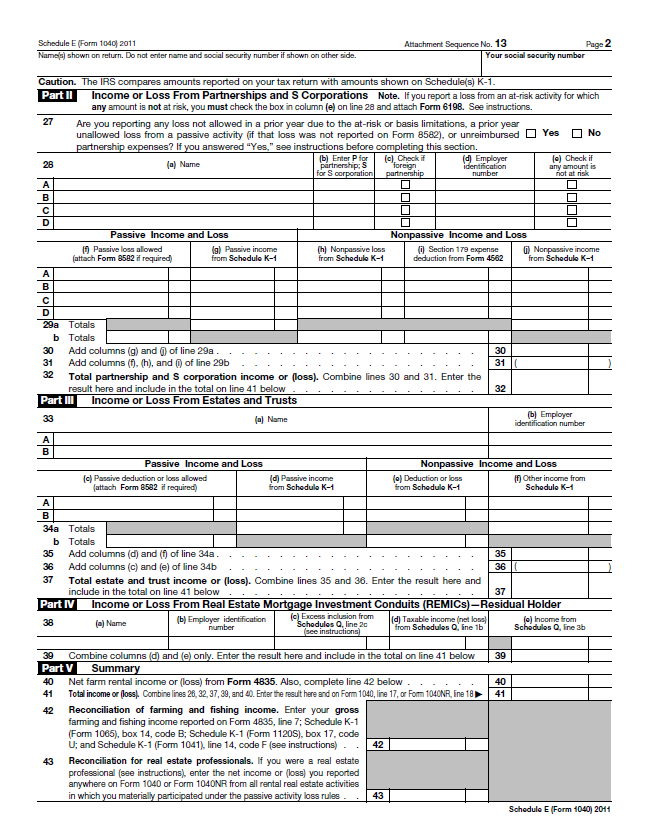 Schedule E (Form 1040) 2011 Attachment Sequence No. 13 Page 2
Name(s) shown on return. Do not enter name and social security number if shown on other side. Your social security number
Caution. The IRS compares amounts reported on your tax return with amounts shown on Schedule(s) K-1.
Part II Income or Loss From Partnerships and S Corporations Note. If you report a loss from an at-risk activity for which
any amount is not at risk, you must check the box in column (e) on line 28 and attach Form 6198. See instructions.
27 Are you reporting any loss not allowed in a prior year due to the at-risk or basis limitations, a prior year
unallowed loss from a passive activity (if that loss was not reported on Form 8582), or unreimbursed Yes No
partnership expenses? If you answered "Yes," see instructions before completing this section.
28 (a) Name (b) Enter P for partnership; S for S corporation (c) Check if foreign partnership (d) Employer identification number (e) Check if any amount is not at risk
A
B
C
D
Passive Income and Loss Nonpassive Income and Loss
(f) Passive loss allowed (attach Form 8582 if required) (g) Passive income from Schedule K–1 (h) Nonpassive loss from Schedule K–1 (i) Section 179 expense deduction from Form 4562 (j) Nonpassive income from Schedule K–1
A
B
C
D
29a Totals
b Totals
30 Add columns (g) and (j) of line 29a . . . . . . . . . . . . . . . . . . . . 30
31 Add columns (f), (h), and (i) of line 29b . . . . . . . . . . . . . . . . . . . 31 ( )
32 Total partnership and S corporation income or (loss). Combine lines 30 and 31. Enter the
result here and include in the total on line 41 below . . . . . . . . . . . . . . 32
Part III Income or Loss From Estates and Trusts
33 (a) Name (b) Employer identification number
A
B
Passive Income and Loss Nonpassive Income and Loss
(c) Passive deduction or loss allowed (attach Form 8582 if required) (d) Passive income from Schedule K–1 (e) Deduction or loss from Schedule K–1 (f) Other income from Schedule K–1
A
B
34a Totals
b Totals
35 Add columns (d) and (f) of line 34a . . . . . . . . . . . . . . . . . . . . 35
36 Add columns (c) and (e) of line 34b . . . . . . . . . . . . . . . . . . . . 36 ( )
37 Total estate and trust income or (loss). Combine lines 35 and 36. Enter the result here and
include in the total on line 41 below . . . . . . . . . . . . . . . . . . . 37
Part IV Income or Loss From Real Estate Mortgage Investment Conduits (REMICs)—Residual Holder
38 (a) Name (b) Employer identification number (c) Excess inclusion from Schedules Q, line 2c (see instructions) (d) Taxable income (net loss) from Schedules Q, line 1b (e) Income from Schedules Q, line 3b
39 Combine columns (d) and (e) only. Enter the result here and include in the total on line 41 below 39
Part V Summary
40 Net farm rental income or (loss) from Form 4835. Also, complete line 42 below . . . . . . 40
41 Total income or (loss). Combine lines 26, 32, 37, 39, and 40. Enter the result here and on Form 1040, line 17, or Form 1040NR, line 18 ▶ 41
42 Reconciliation of farming and fishing income. Enter your gross
farming and fishing income reported on Form 4835, line 7; Schedule K-1
(Form 1065), box 14, code B; Schedule K-1 (Form 1120S), box 17, code
U; and Schedule K-1 (Form 1041), line 14, code F (see instructions) . . 42
43 Reconciliation for real estate professionals. If you were a real estate
professional (see instructions), enter the net income or (loss) you reported
anywhere on Form 1040 or Form 1040NR from all rental real estate activities
in which you materially participated under the passive activity loss rules . . 43
Schedule E (Form 1040) 2011